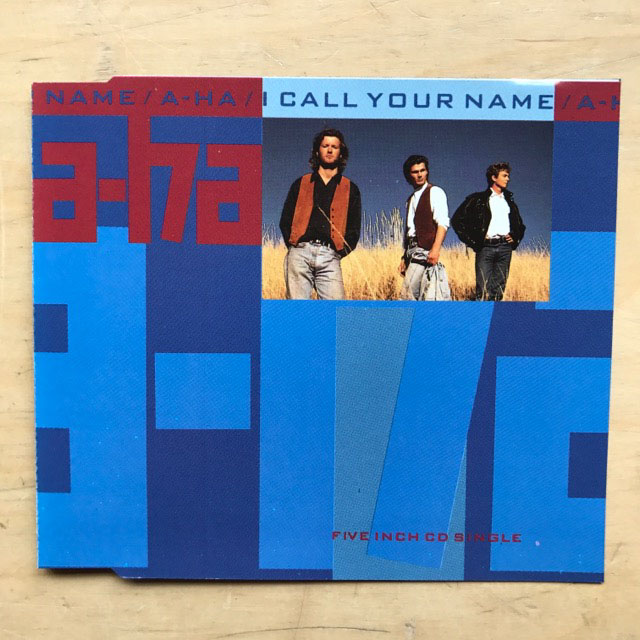 NAME / A-HA / I CALL YOUR NAME / A-H
a-ha
FIVE INCH CD SINGLE